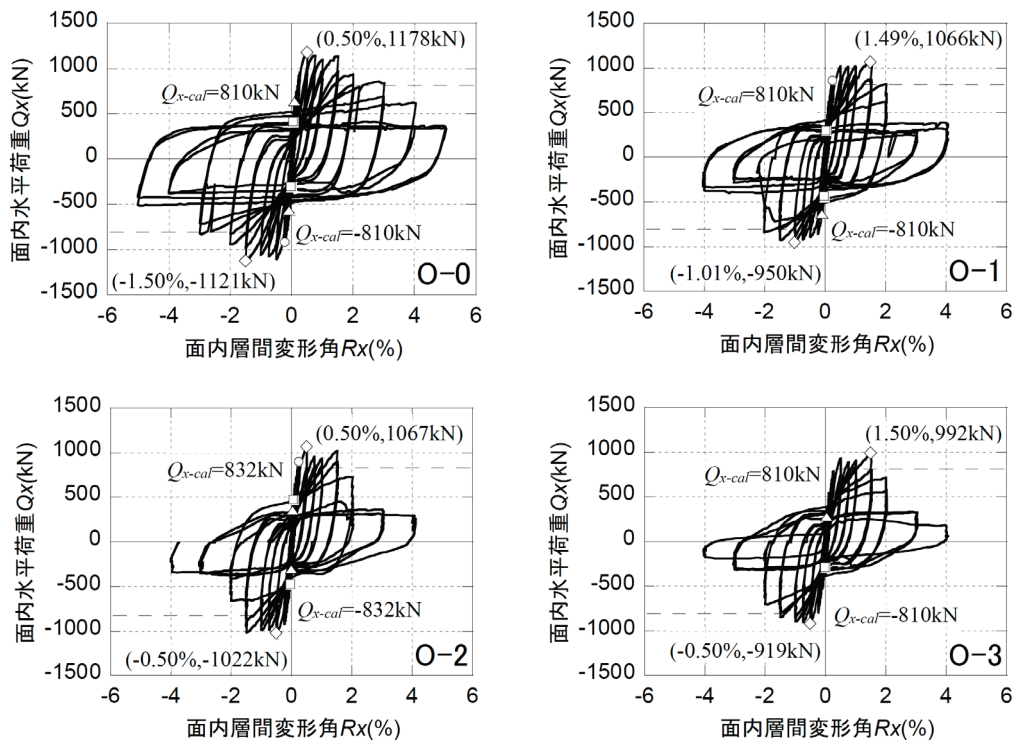 1500
1000
500
0
-500
-1000
-1500
面内水平荷重Qx(kN)
(0.50%,1178kN)
Qx-cal=810kN
Qx-cal=-810kN
(-1.50%,-1121kN)
O-0
-6 -4 -2 0 2 4 6
面内層間変形角Rx(%)
1500
1000
500
0
-500
-1000
-1500
面内水平荷重Qx(kN)
(1.49%,1066kN)
Qx-cal=810kN
Qx-cal=-810kN
(-1.01%,-950kN)
O-1
-6 -4 -2 0 2 4 6
面内層間変形角Rx(%)
1500
1000
500
0
-500
-1000
-1500
面内水平荷重Qx(kN)
(0.50%,1067kN)
Qx-cal=832kN
Qx-cal=-832kN
(-0.50%,-1022kN)
O-2
-6 -4 -2 0 2 4 6
面内層間変形角Rx(%)
1500
1000
500
0
-500
-1000
-1500
面内水平荷重Qx(kN)
(1.50%,992kN)
Qx-cal=810kN
Qx-cal=-810kN
(-0.50%,-919kN)
O-3
-6 -4 -2 0 2 4 6
面内層間変形角Rx(%)